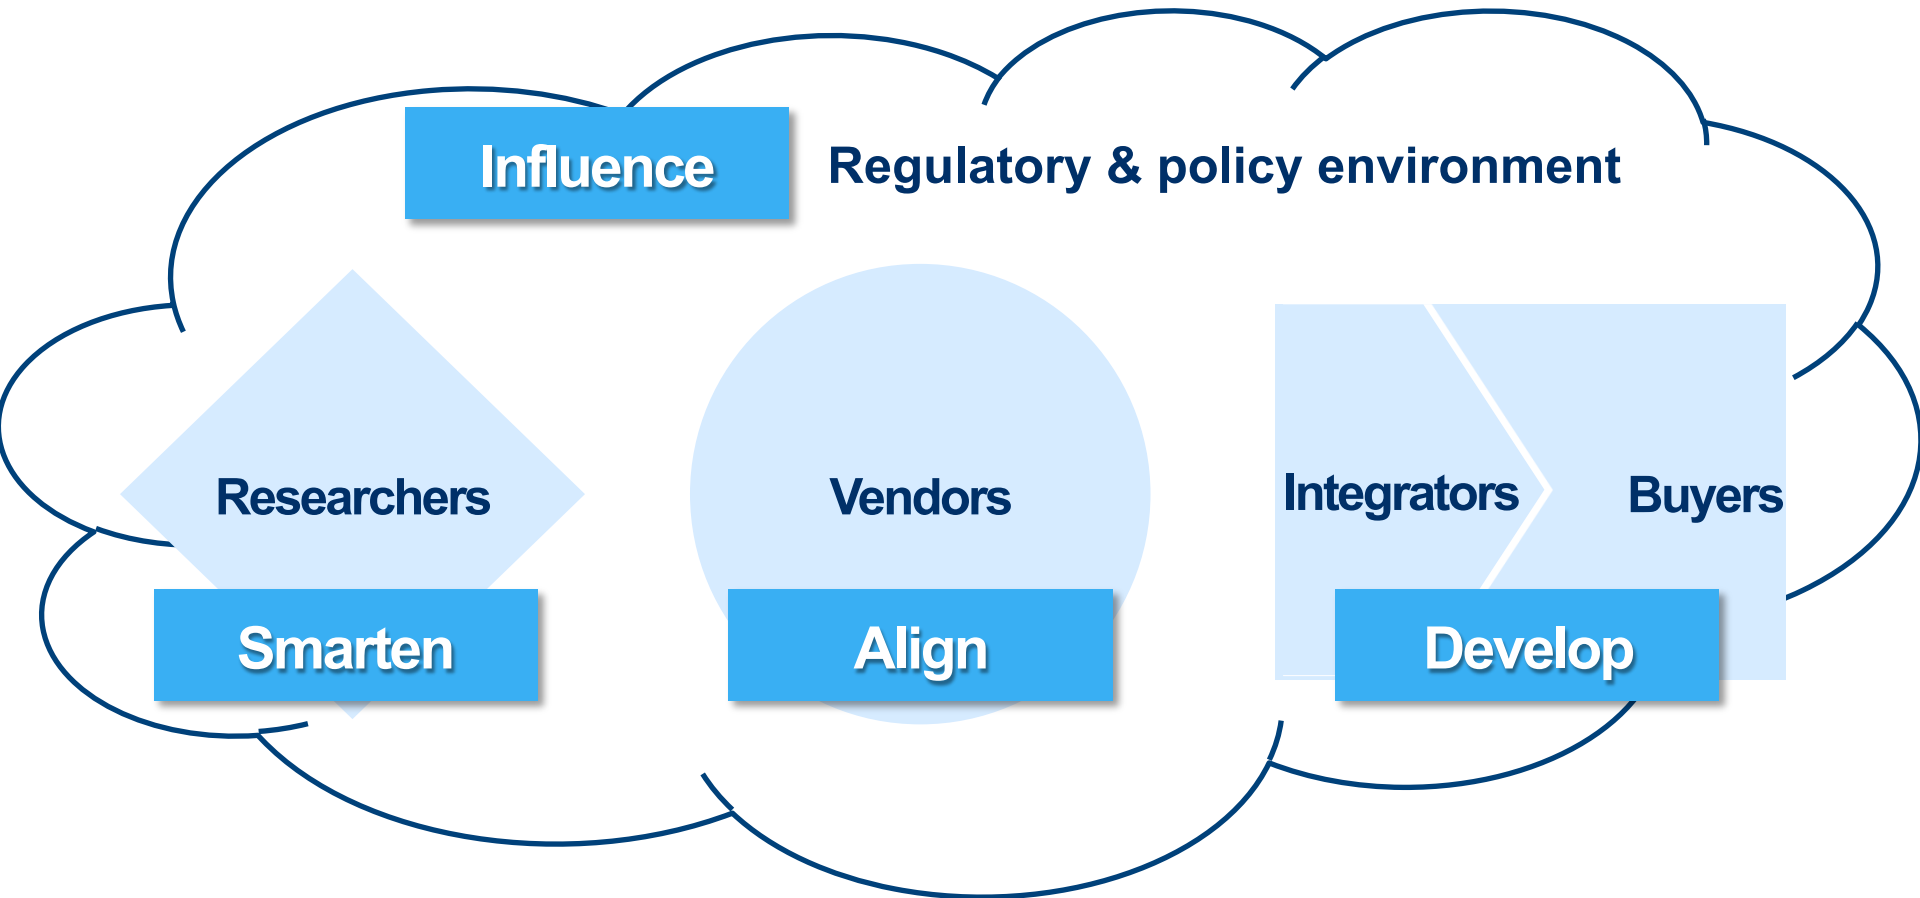 Influence
Regulatory & policy environment
Researchers
Vendors
Integrators
Buyers
Smarten
Align
Develop